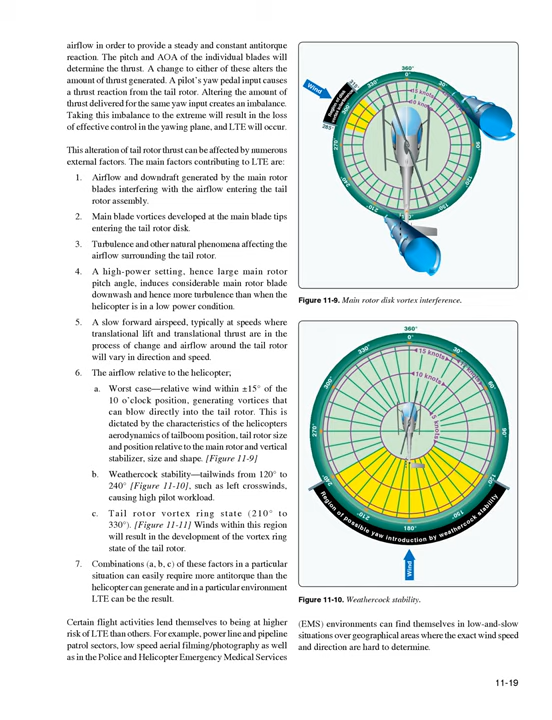 airflow in order to provide a steady and constant antitorque
reaction. The pitch and AOA of the individual blades will
determine the thrust. A change to either of these alters the
amount of thrust generated. A pilot's yaw pedal input causes
a thrust reaction from the tail rotor. Altering the amount of
thrust delivered for the same yaw input creates an imbalance.
Taking this imbalance to the extreme will result in the loss
of effective control in the yawing plane, and LTE will occur.
This alteration of tail rotor thrust can be affected by numerous
external factors. The main factors contributing to LTE are:
1. Airflow and downdraft generated by the main rotor
blades interfering with the airflow entering the tail
rotor assembly.
2. Main blade vortices developed at the main blade tips
entering the tail rotor disk.
3. Turbulence and other natural phenomena affecting the
airflow surrounding the tail rotor.
4. A high-power setting, hence large main rotor
pitch angle, induces considerable main rotor blade
downwash and hence more turbulence than when the
helicopter is in a low power condition.
5. A slow forward airspeed, typically at speeds where
translational lift and translational thrust are in the
process of change and airflow around the tail rotor
will vary in direction and speed.
6. The airflow relative to the helicopter;
a. Worst case—relative wind within ±15° of the
10 o'clock position, generating vortices that
can blow directly into the tail rotor. This is
dictated by the characteristics of the helicopters
aerodynamics of tailboom position, tail rotor size
and position relative to the main rotor and vertical
stabilizer, size and shape. [Figure 11-9]
b. Weathercock stability—tailwinds from 120° to
240° [Figure 11-10], such as left crosswinds,
causing high pilot workload.
c. Tail rotor vortex ring state (210° to
330°). [Figure 11-11] Winds within this region
will result in the development of the vortex ring
state of the tail rotor.
7. Combinations (a, b, c) of these factors in a particular
situation can easily require more antitorque than the
helicopter can generate and in a particular environment
LTE can be the result.
Certain flight activities lend themselves to being at higher
risk of LTE than others. For example, power line and pipeline
patrol sectors, low speed aerial filming/photography as well
as in the Police and Helicopter Emergency Medical Services
360°
0°
30°
330°
315°
Wind
285°
270°
90°
Figure 11-9. Main rotor disk vortex interference.
360°
0°
330°
30°
15 knots
10 knots
5 knots
300°
60°
270°
90°
240°
120°
210°
150°
180°
Region of possible yaw introduction by weathercock stability
Wind
Figure 11-10. Weathercock stability.
(EMS) environments can find themselves in low-and-slow
situations over geographical areas where the exact wind speed
and direction are hard to determine.
11-19